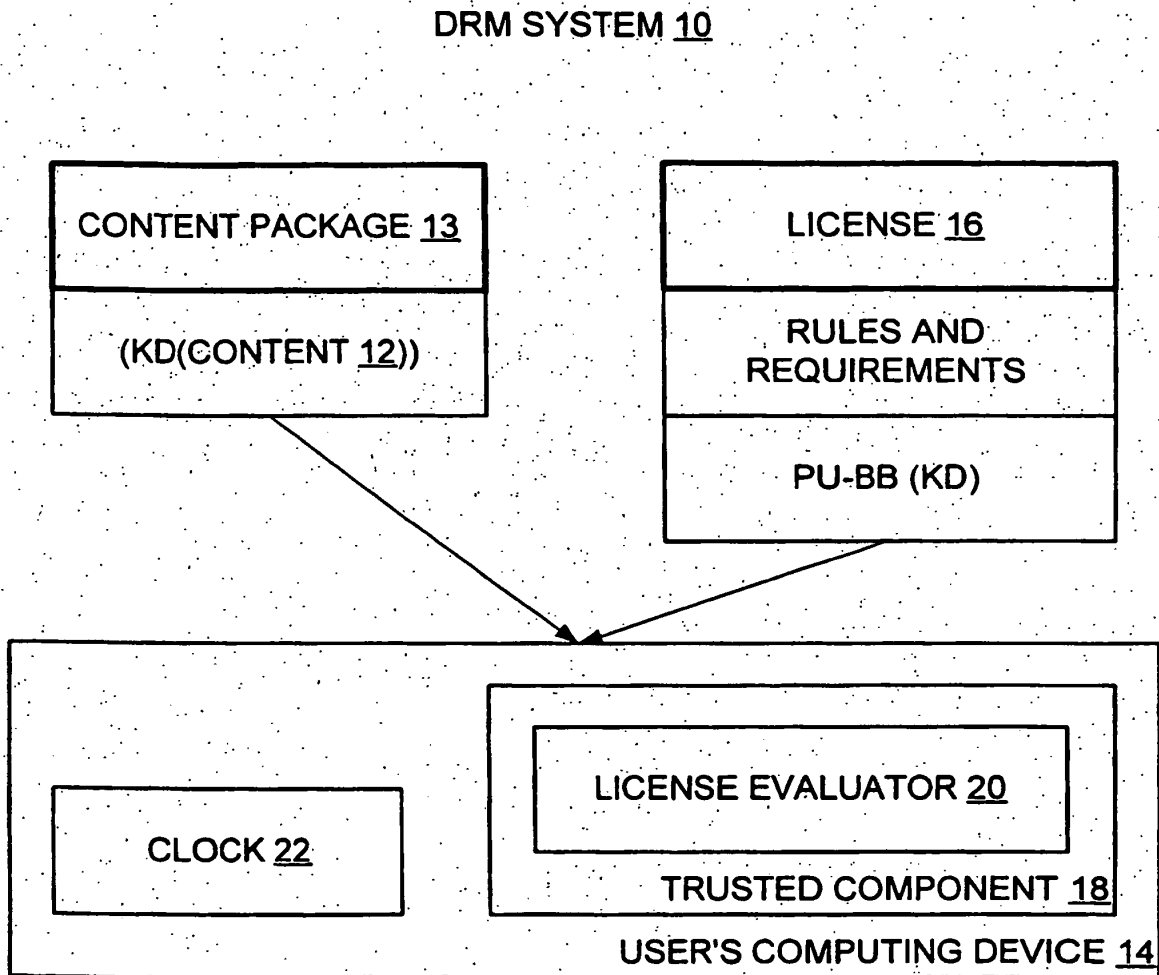 DRM SYSTEM 10
CONTENT PACKAGE 13
(KD(CONTENT 12))
LICENSE 16
RULES AND
REQUIREMENTS
PU-BB (KD)
CLOCK 22
LICENSE EVALUATOR 20
TRUSTED COMPONENT 18
USER'S COMPUTING DEVICE 14